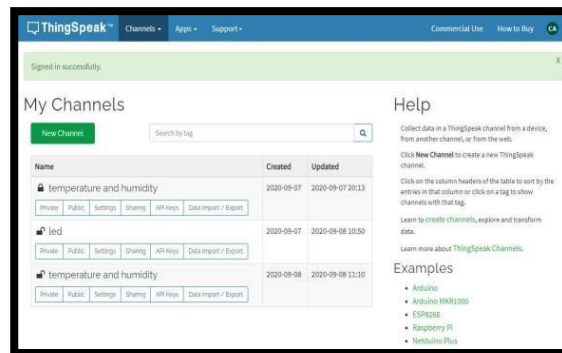 ThingSpeak™ Channels Apps Support Commercial Use How to Buy CA
Signed in successfully. X
My Channels
New Channel Search by tag
Name Created Updated
temperature and humidity 2020-09-07 2020-09-07 20:13
Private Public Settings Sharing API Keys Data Import / Export
led 2020-09-07 2020-09-08 10:50
Private Public Settings Sharing API Keys Data Import / Export
temperature and humidity 2020-09-08 2020-09-08 11:10
Private Public Settings Sharing API Keys Data Import / Export
Help
Collect data in a ThingSpeak channel from a device,
from another channel, or from the web.
Click New Channel to create a new ThingSpeak
channel.
Click on the column headers of the table to sort by the
entries in that column or click on a tag to show
channels with that tag.
Learn to create channels, explore and transform
data.
Learn more about ThingSpeak Channels.
Examples
Arduino
Arduino MKR1000
ESP8266
Raspberry Pi
Netduino Plus